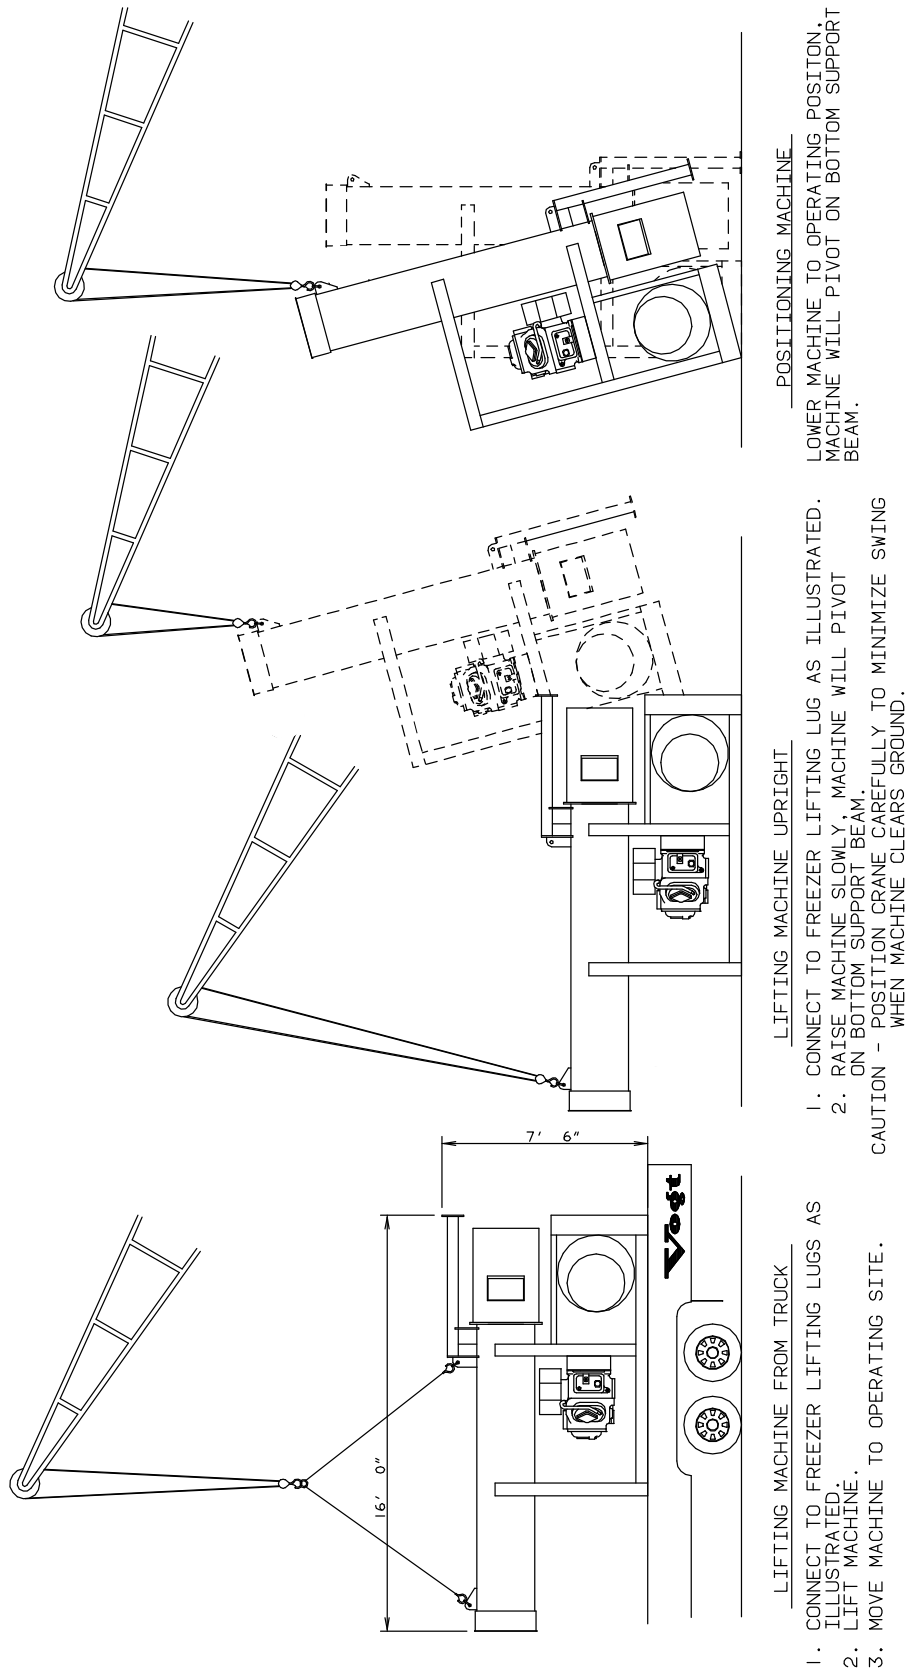 16' 0"
7' 6"
Vogt
LIFTING MACHINE FROM TRUCK
1. CONNECT TO FREEZER LIFTING LUGS AS
ILLUSTRATED.
2. LIFT MACHINE.
3. MOVE MACHINE TO OPERATING SITE.
LIFTING MACHINE UPRIGHT
1. CONNECT TO FREEZER LIFTING LUG AS ILLUSTRATED.
2. RAISE MACHINE SLOWLY, MACHINE WILL PIVOT
ON BOTTOM SUPPORT BEAM.
CAUTION - POSITION CRANE CAREFULLY TO MINIMIZE SWING
WHEN MACHINE CLEARS GROUND.
POSITIONING MACHINE
LOWER MACHINE TO OPERATING POSITON,
MACHINE WILL PIVOT ON BOTTOM SUPPORT
BEAM.